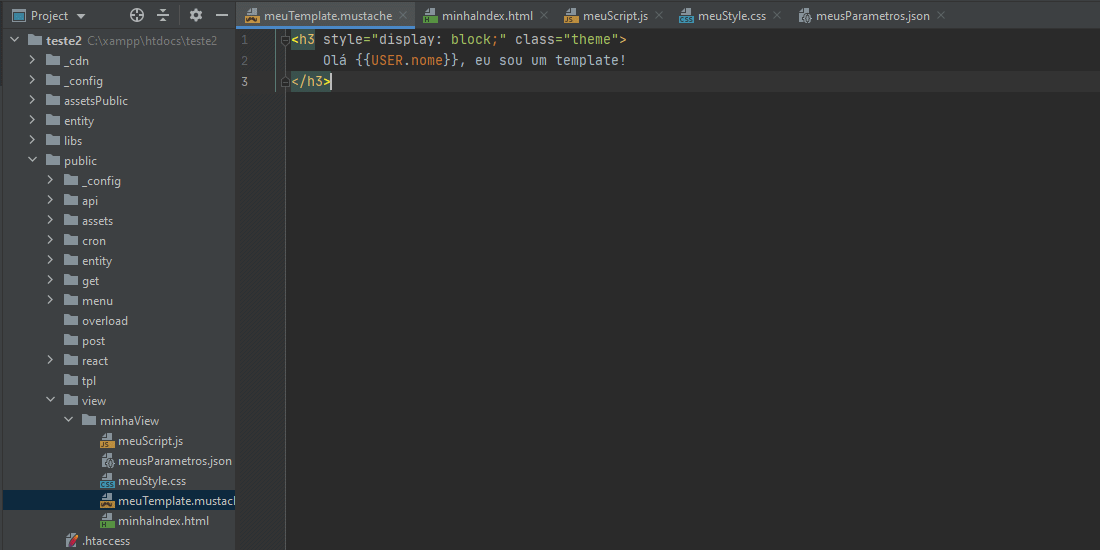 Project
meuTemplate.mustache
minhaIndex.html
meuScript.js
meuStyle.css
meusParametros.json
teste2 C:\xampp\htdocs\teste2
_cdn
_config
assetsPublic
entity
libs
public
_config
api
assets
cron
entity
get
menu
overload
post
react
tpl
view
minhaView
meuScript.js
meusParametros.json
meuStyle.css
meuTemplate.mustacl
minhaIndex.html
.htaccess
1 <h3 style="display: block;" class="theme">
2 Olá {{USER.nome}}, eu sou um template!
3 </h3>